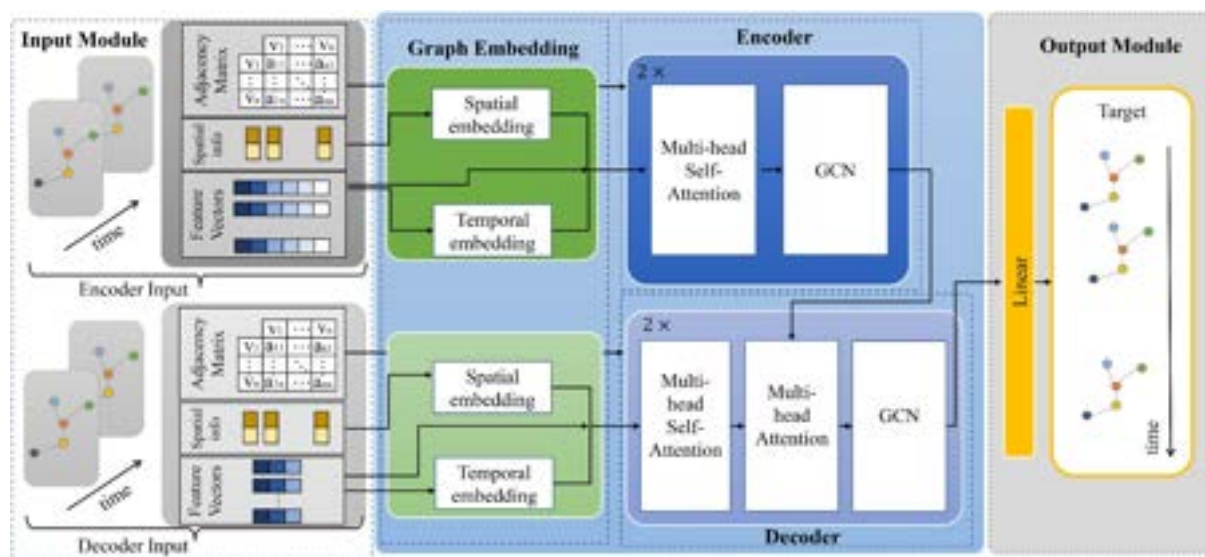 Input Module
Adjacency
Matrix
Spatial
info
Feature
Vectors
time
Encoder Input
Graph Embedding
Spatial
embedding
Temporal
embedding
Encoder
2 ×
Multi-head
Self-
Attention
GCN
Output Module
Linear
Target
time
Adjacency
Matrix
Spatial
info
Feature
Vectors
time
Decoder Input
Spatial
embedding
Temporal
embedding
2 ×
Multi-
head
Self-
Attention
Multi-
head
Attention
GCN
Decoder